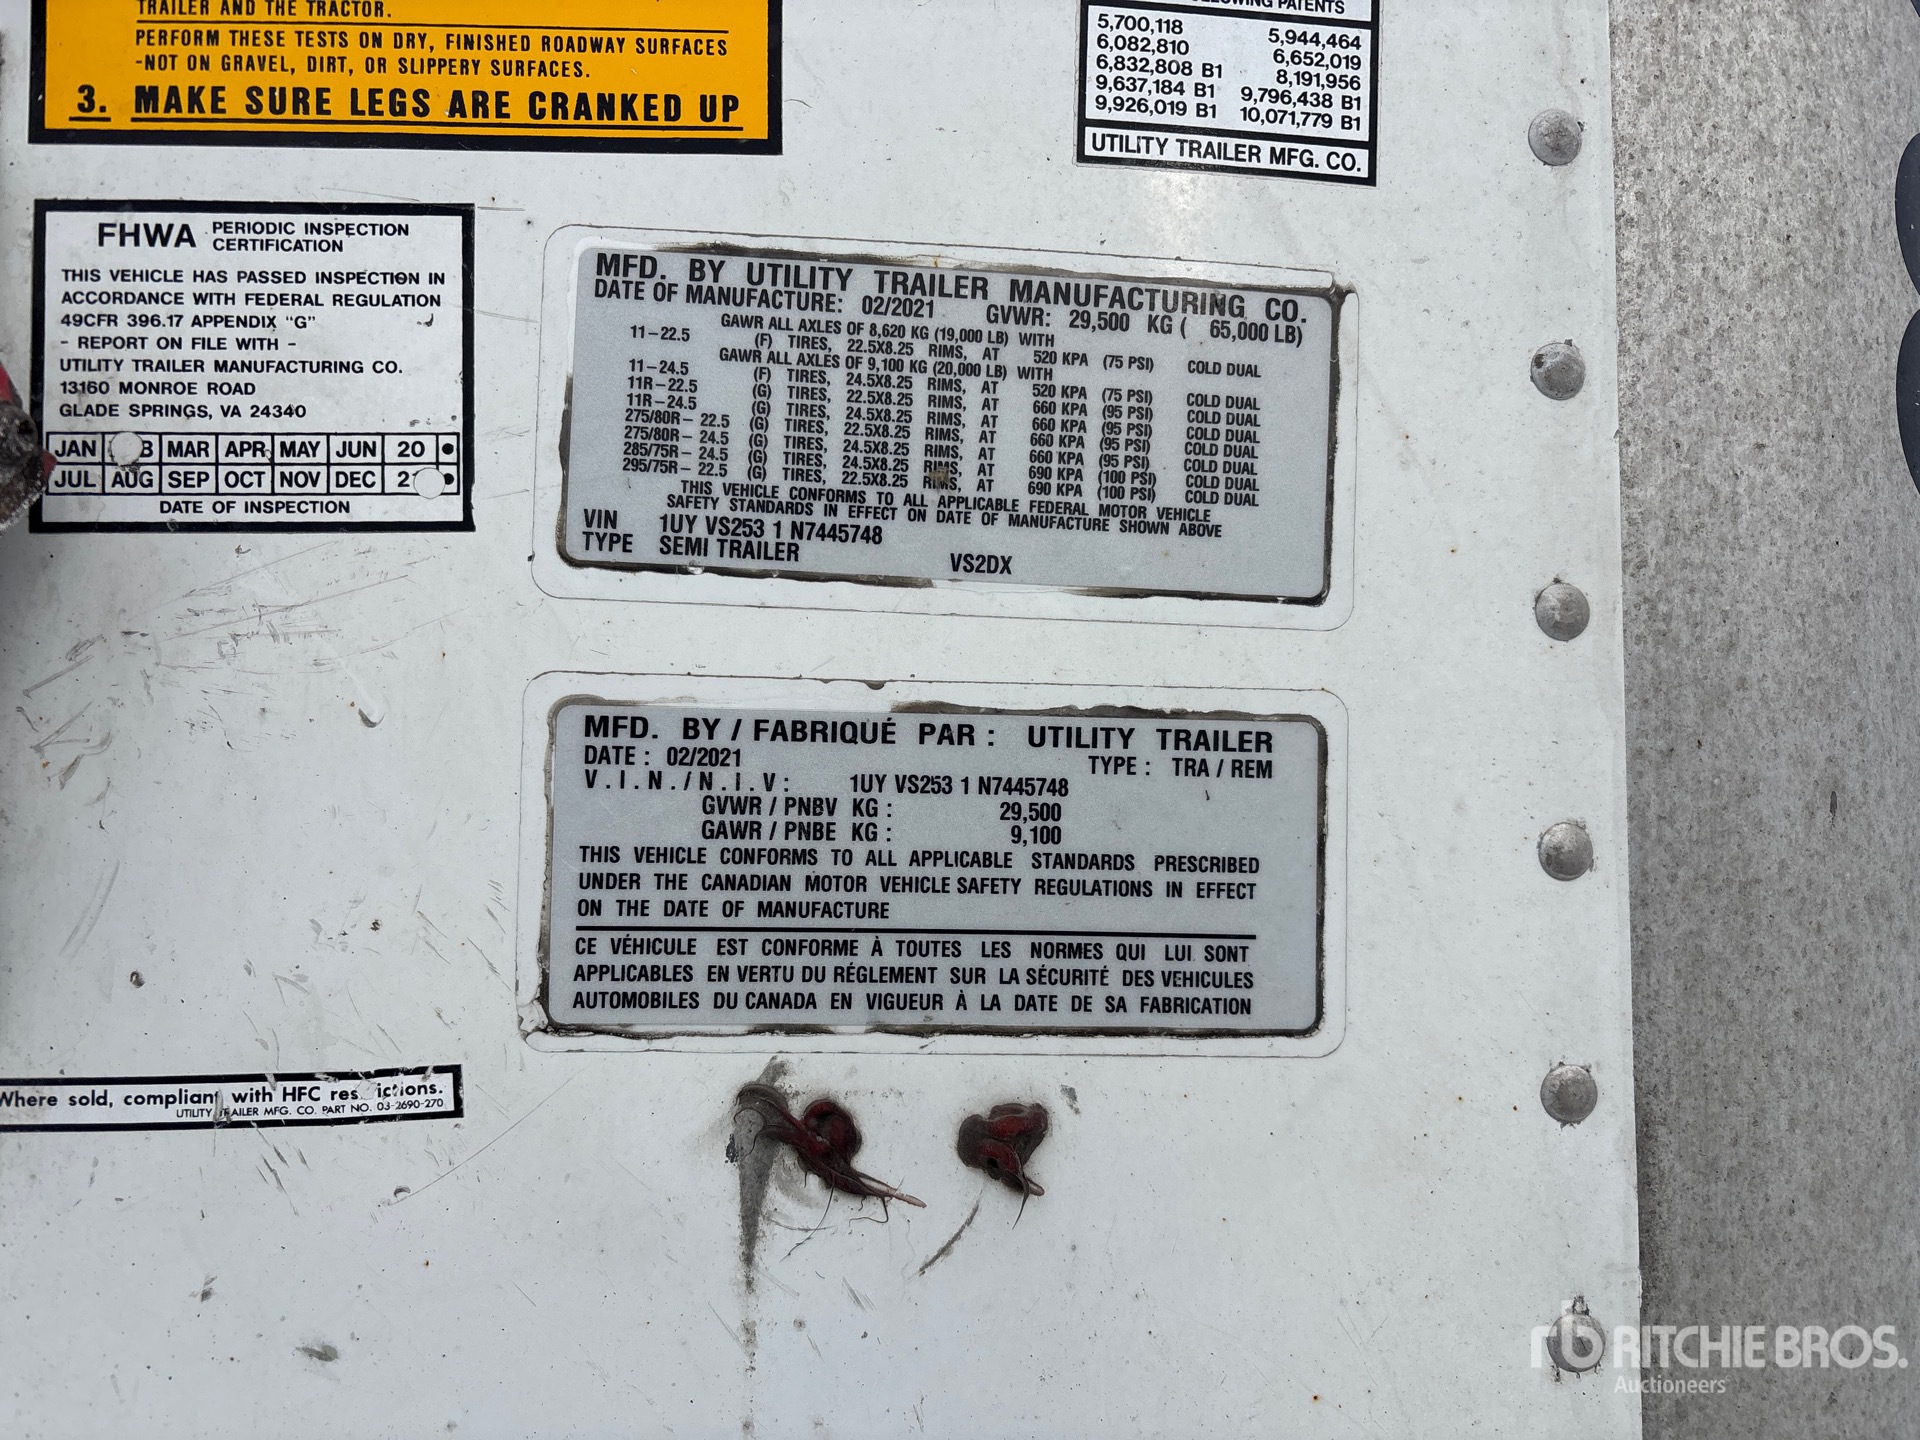 TRAILER AND THE TRACTOR.
PERFORM THESE TESTS ON DRY, FINISHED ROADWAY SURFACES
-NOT ON GRAVEL, DIRT, OR SLIPPERY SURFACES.
3. MAKE SURE LEGS ARE CRANKED UP
PATENTS
5,700,118 5,944,464
6,082,810 6,652,019
6,832,808 B1 8,191,956
9,637,184 B1 9,796,438 B1
9,926,019 B1 10,071,779 B1
UTILITY TRAILER MFG. CO.
FHWA PERIODIC INSPECTION
CERTIFICATION
THIS VEHICLE HAS PASSED INSPECTION IN
ACCORDANCE WITH FEDERAL REGULATION
49CFR 396.17 APPENDIX "G"
- REPORT ON FILE WITH -
UTILITY TRAILER MANUFACTURING CO.
13160 MONROE ROAD
GLADE SPRINGS, VA 24340
JAN B MAR APR MAY JUN 20
JUL AUG SEP OCT NOV DEC 2
DATE OF INSPECTION
MFD. BY UTILITY TRAILER MANUFACTURING CO.
DATE OF MANUFACTURE: 02/2021 GVWR: 29,500 KG ( 65,000 LB)
GAWR ALL AXLES OF 8,620 KG (19,000 LB) WITH
11-22.5 (F) TIRES, 22.5X8.25 RIMS, AT 520 KPA (75 PSI) COLD DUAL
GAWR ALL AXLES OF 9,100 KG (20,000 LB) WITH
11-24.5 (F) TIRES, 24.5X8.25 RIMS, AT 520 KPA (75 PSI) COLD DUAL
11R-22.5 (G) TIRES, 22.5X8.25 RIMS, AT 660 KPA (95 PSI) COLD DUAL
11R-24.5 (G) TIRES, 24.5X8.25 RIMS, AT 660 KPA (95 PSI) COLD DUAL
275/80R- 22.5 (G) TIRES, 22.5X8.25 RIMS, AT 660 KPA (95 PSI) COLD DUAL
275/80R- 24.5 (G) TIRES, 24.5X8.25 RIMS, AT 660 KPA (95 PSI) COLD DUAL
285/75R- 24.5 (G) TIRES, 24.5X8.25 RIMS, AT 690 KPA (100 PSI) COLD DUAL
295/75R- 22.5 (G) TIRES, 22.5X8.25 RIMS, AT 690 KPA (100 PSI) COLD DUAL
THIS VEHICLE CONFORMS TO ALL APPLICABLE FEDERAL MOTOR VEHICLE
SAFETY STANDARDS IN EFFECT ON DATE OF MANUFACTURE SHOWN ABOVE
VIN 1UY VS253 1 N7445748
TYPE SEMI TRAILER VS2DX
MFD. BY / FABRIQUÉ PAR : UTILITY TRAILER
DATE : 02/2021 TYPE : TRA / REM
V.I.N./N.I.V: 1UY VS253 1 N7445748
GVWR / PNBV KG : 29,500
GAWR / PNBE KG : 9,100
THIS VEHICLE CONFORMS TO ALL APPLICABLE STANDARDS PRESCRIBED
UNDER THE CANADIAN MOTOR VEHICLE SAFETY REGULATIONS IN EFFECT
ON THE DATE OF MANUFACTURE
CE VÉHICULE EST CONFORME À TOUTES LES NORMES QUI LUI SONT
APPLICABLES EN VERTU DU RÉGLEMENT SUR LA SÉCURITÉ DES VEHICULES
AUTOMOBILES DU CANADA EN VIGUEUR À LA DATE DE SA FABRICATION
Where sold, compliant with HFC restrictions.
UTILITY TRAILER MFG. CO. PART NO. 03-2690-270
rb RITCHIE BROS.
Auctioneers